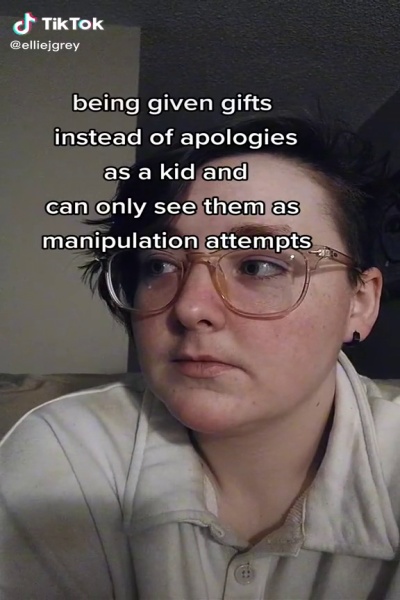 TikTok
@elliejgrey
being given gifts
instead of apologies
as a kid and
can only see them as
manipulation attempts